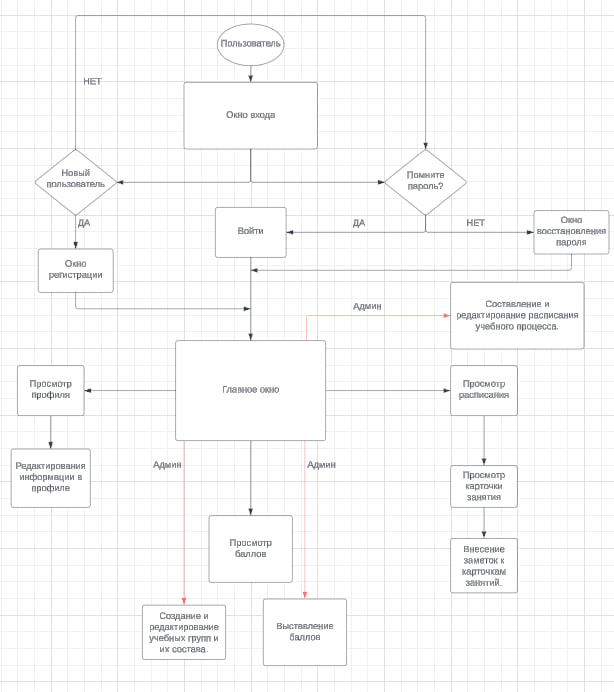 Пользователь
НЕТ
Окно входа
Новый
пользователь
Помните
пароль?
ДА
Войти
ДА
НЕТ
Окно
восстановления
пароля
Окно
регистрации
Админ
Составление и
редактирование расписания
учебного процесса.
Просмотр
профиля
Главное окно
Просмотр
расписания
Админ
Админ
Редактирования
информации в
профиле
Просмотр
карточки
занятия
Просмотр
баллов
Внесение
заметок к
карточкам
занятий.
Создание и
редактирование
учебных групп и
их состава.
Выставление
баллов